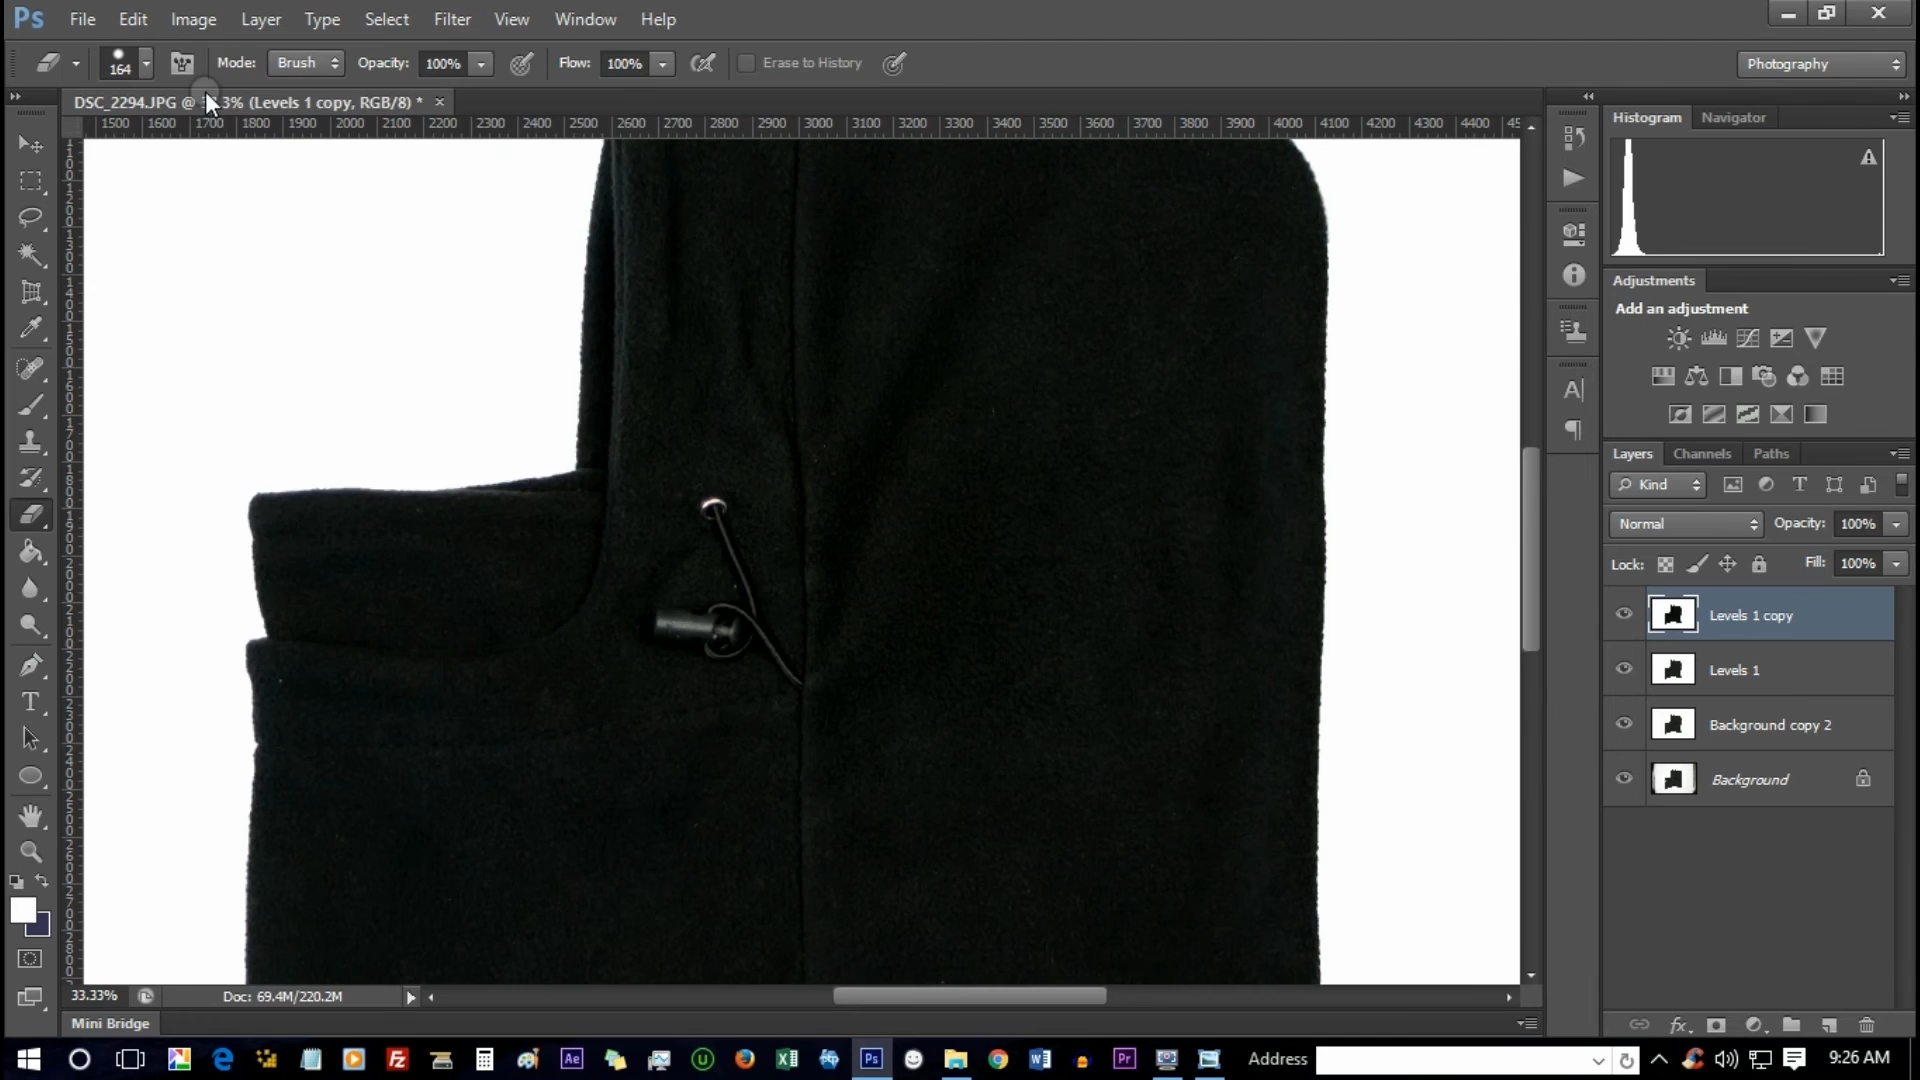 Ps File Edit Image Layer Type Select Filter View Window Help
164 Mode: Brush Opacity: 100% Flow: 100% Erase to History Photography
DSC_2294.JPG @ 3% (Levels 1 copy, RGB/8) * ×
1500 1600 1700 1800 1900 2000 2100 2200 2300 2400 2500 2600 2700 2800 2900 3000 3100 3200 3300 3400 3500 3600 3700 3800 3900 4000 4100 4200 4300 4400
Histogram Navigator
Adjustments
Add an adjustment
Layers Channels Paths
Kind
Normal Opacity: 100%
Lock: Fill: 100%
Levels 1 copy
Levels 1
Background copy 2
Background
33.33% Doc: 69.4M/220.2M
Mini Bridge
Address 9:26 AM